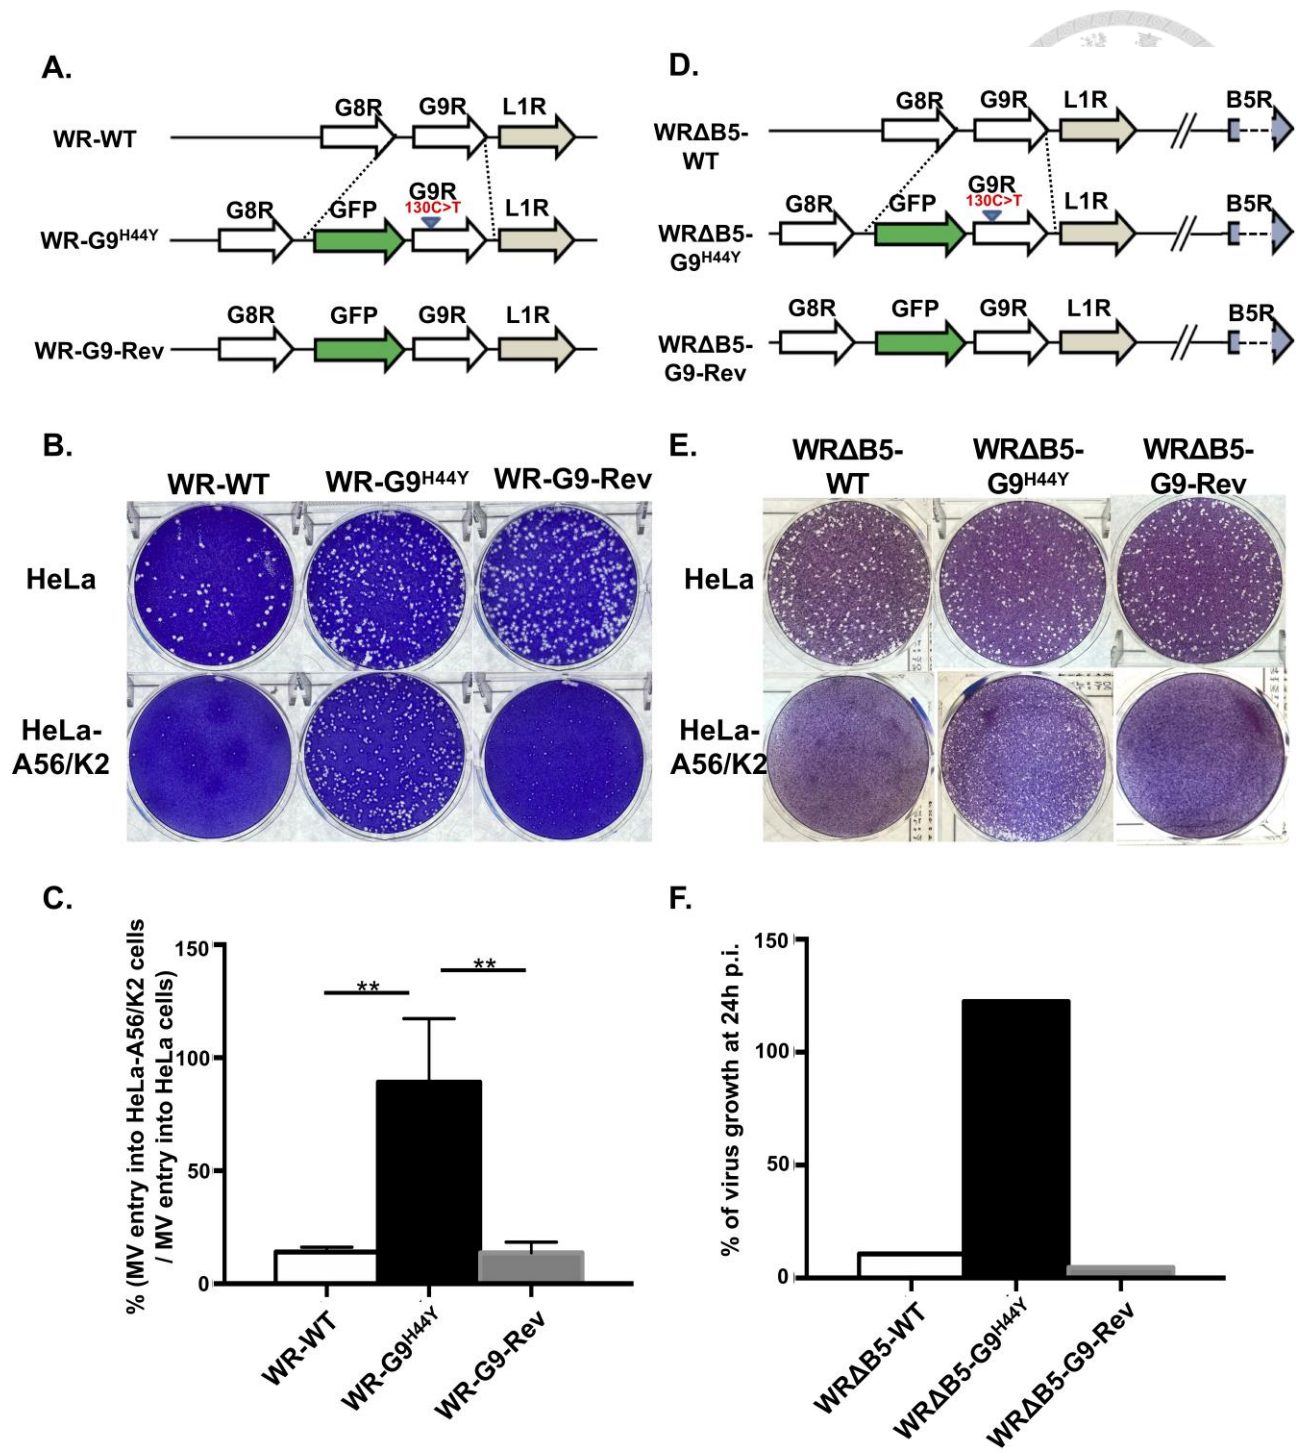 A.
G8R G9R L1R
WR-WT
G8R GFP G9R L1R
130C>T
WR-G9H44Y
G8R GFP G9R L1R
WR-G9-Rev
D.
G8R G9R L1R B5R
WRΔB5-
WT
G8R GFP G9R L1R B5R
130C>T
WRΔB5-
G9H44Y
G8R GFP G9R L1R B5R
WRΔB5-
G9-Rev
B.
WR-WT WR-G9H44Y WR-G9-Rev
HeLa
HeLa-
A56/K2
E.
WRΔB5-
WT
WRΔB5-
G9H44Y
WRΔB5-
G9-Rev
HeLa
HeLa-
A56/K2
C.
% (MV entry into HeLa-A56/K2 cells
/ MV entry into HeLa cells)
150
100
50
0
**
**
WR-WT
WR-G9H44Y
WR-G9-Rev
F.
% of virus growth at 24h p.i.
150
100
50
0
WRΔB5-WT
WRΔB5-G9H44Y
WRΔB5-G9-Rev